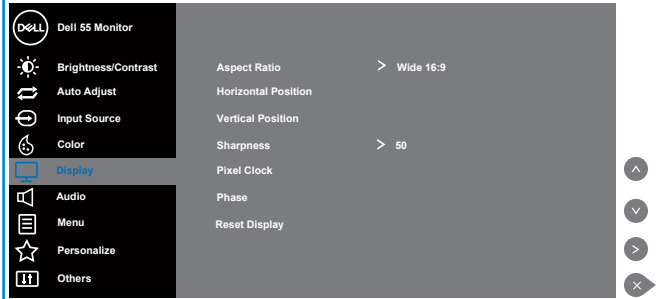 DELL Dell 55 Monitor
Brightness/Contrast
Auto Adjust
Input Source
Color
Display
Audio
Menu
Personalize
Others
Aspect Ratio > Wide 16:9
Horizontal Position
Vertical Position
Sharpness > 50
Pixel Clock
Phase
Reset Display